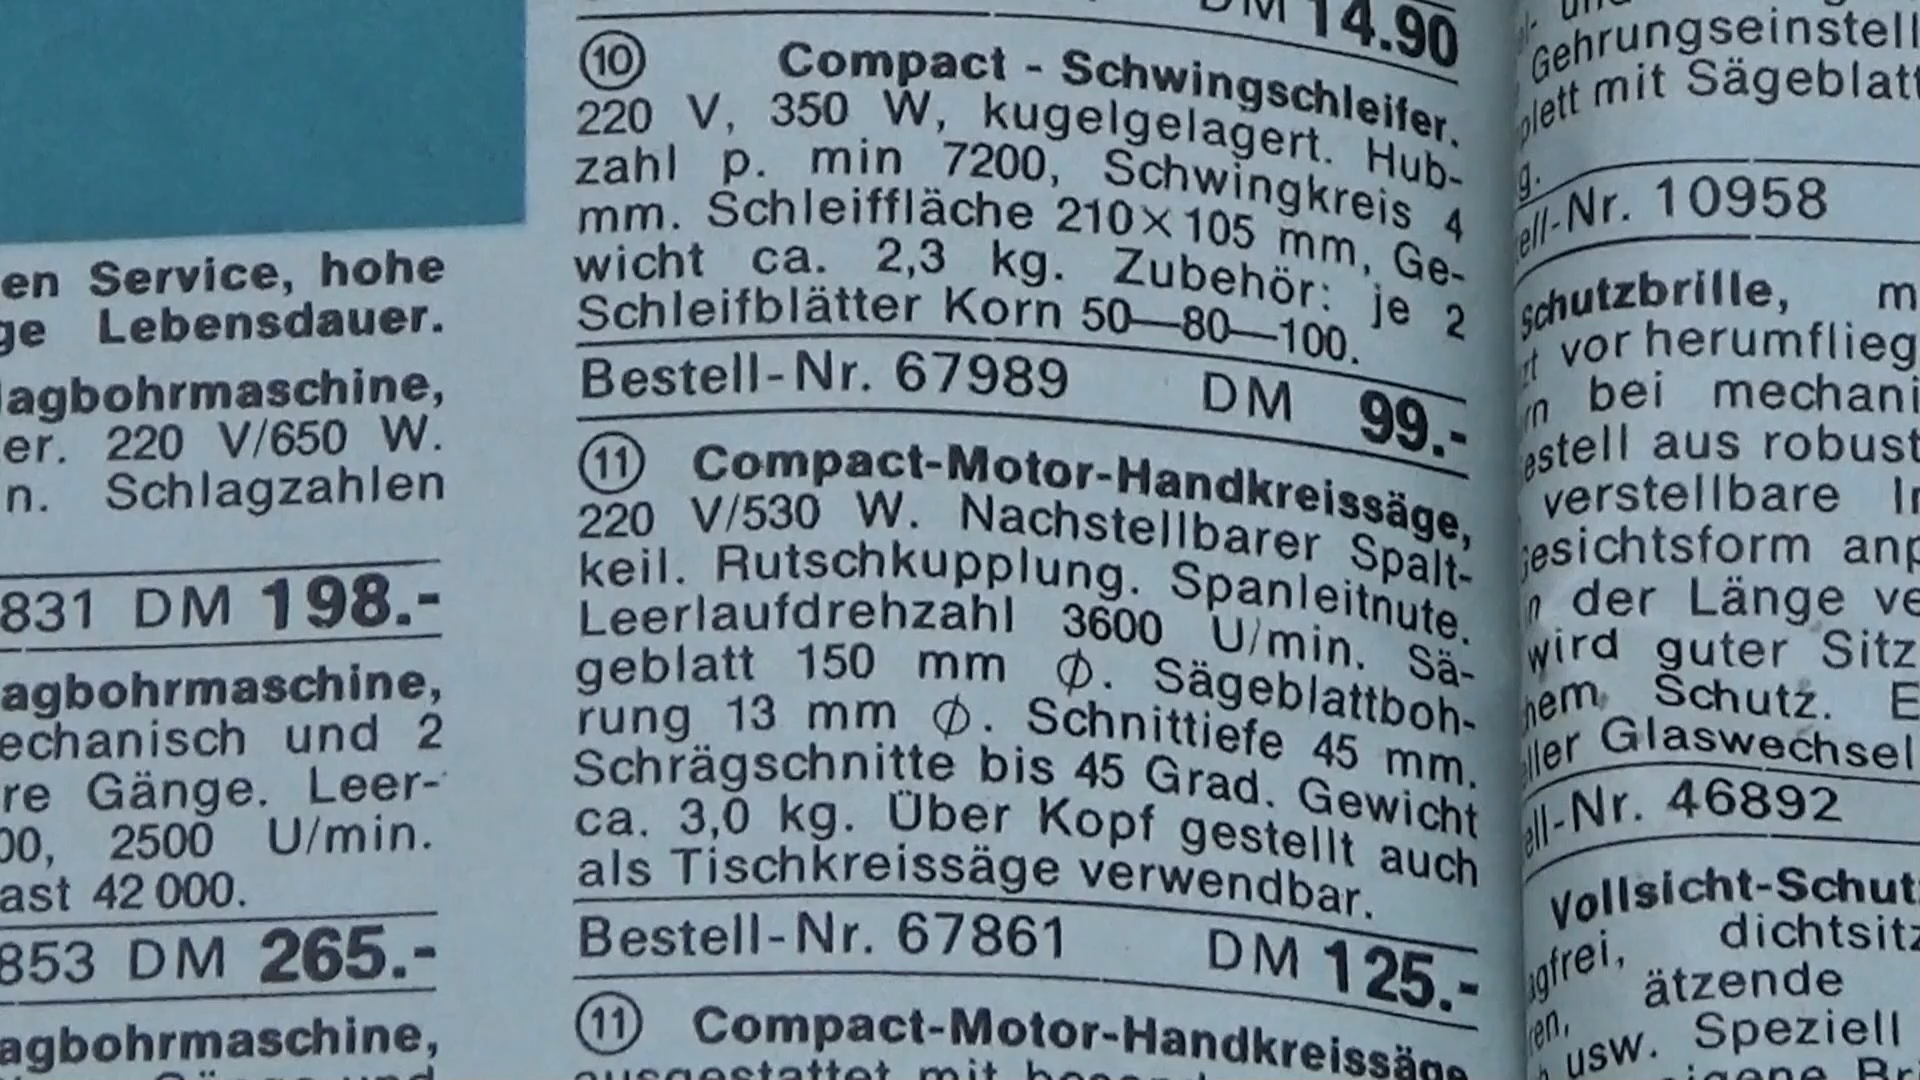 en Service, hohe
ge Lebensdauer.
agbohrmaschine,
er. 220 V/650 W.
n. Schlagzahlen
831 DM 198.-
agbohrmaschine,
echanisch und 2
re Gänge. Leer-
00, 2500 U/min.
ast 42 000.
853 DM 265.-
agbohrmaschine,
DM 14.90
⑩ Compact - Schwingschleifer.
220 V, 350 W, kugelgelagert. Hub-
zahl p. min 7200, Schwingkreis 4
mm. Schleiffläche 210×105 mm, Ge-
wicht ca. 2,3 kg. Zubehör: je 2
Schleifblätter Korn 50—80—100.
Bestell-Nr. 67989 DM 99.-
⑪ Compact-Motor-Handkreissäge,
220 V/530 W. Nachstellbarer Spalt-
keil. Rutschkupplung. Spanleitnute.
Leerlaufdrehzahl 3600 U/min. Sä-
geblatt 150 mm ∅. Sägeblattboh-
rung 13 mm ∅. Schnittiefe 45 mm.
Schrägschnitte bis 45 Grad. Gewicht
ca. 3,0 kg. Über Kopf gestellt auch
als Tischkreissäge verwendbar.
Bestell-Nr. 67861 DM 125.-
⑪ Compact-Motor-Handkreissäge
ausgestattet mit
Gehrungseinstell
plett mit Sägeblatt
g.
ell-Nr. 10958
schutzbrille, m
zt vor herumflieg
rn bei mechani
estell aus robust
verstellbare In
esichtsform anp
n der Länge ve
wird guter Sitz
hem Schutz. E
ller Glaswechsel
ell-Nr. 46892
Vollsicht-Schut
agfrei, dichtsitz
ren, ätzende
usw. Speziell